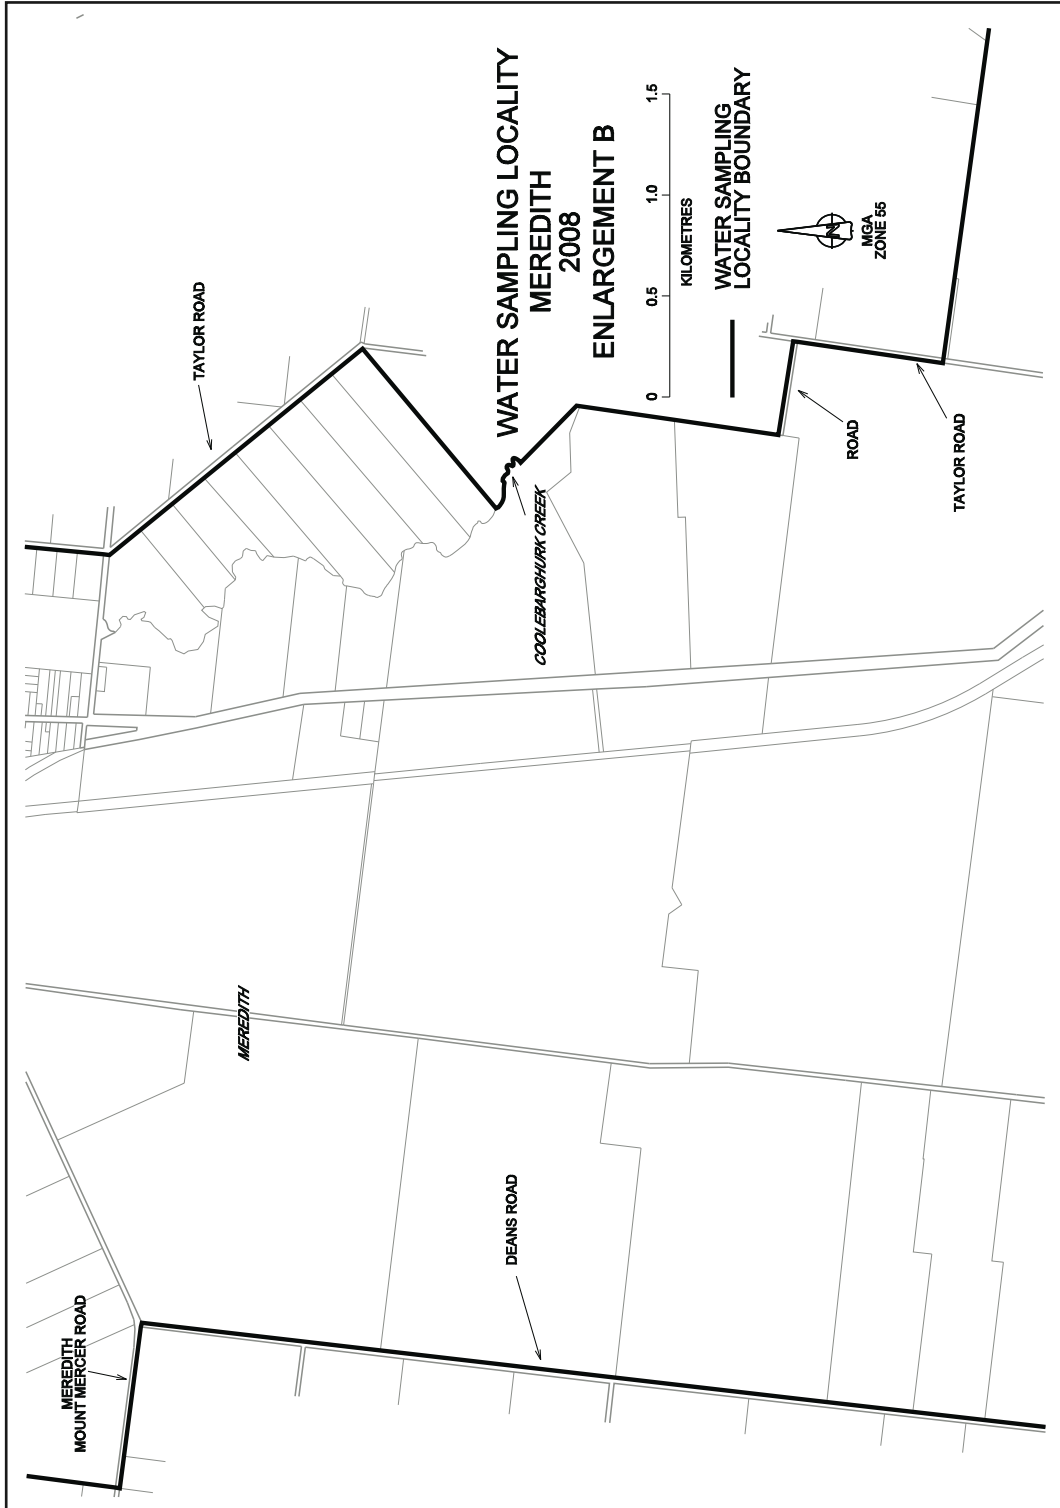 WATER SAMPLING LOCALITY
MEREDITH
2008
ENLARGEMENT B
0 0.5 1.0 1.5
KILOMETRES
WATER SAMPLING
LOCALITY BOUNDARY
N
MGA
ZONE 55
TAYLOR ROAD
COOLEBARGHURK CREEK
ROAD
TAYLOR ROAD
MEREDITH
DEANS ROAD
MEREDITH
MOUNT MERCER ROAD